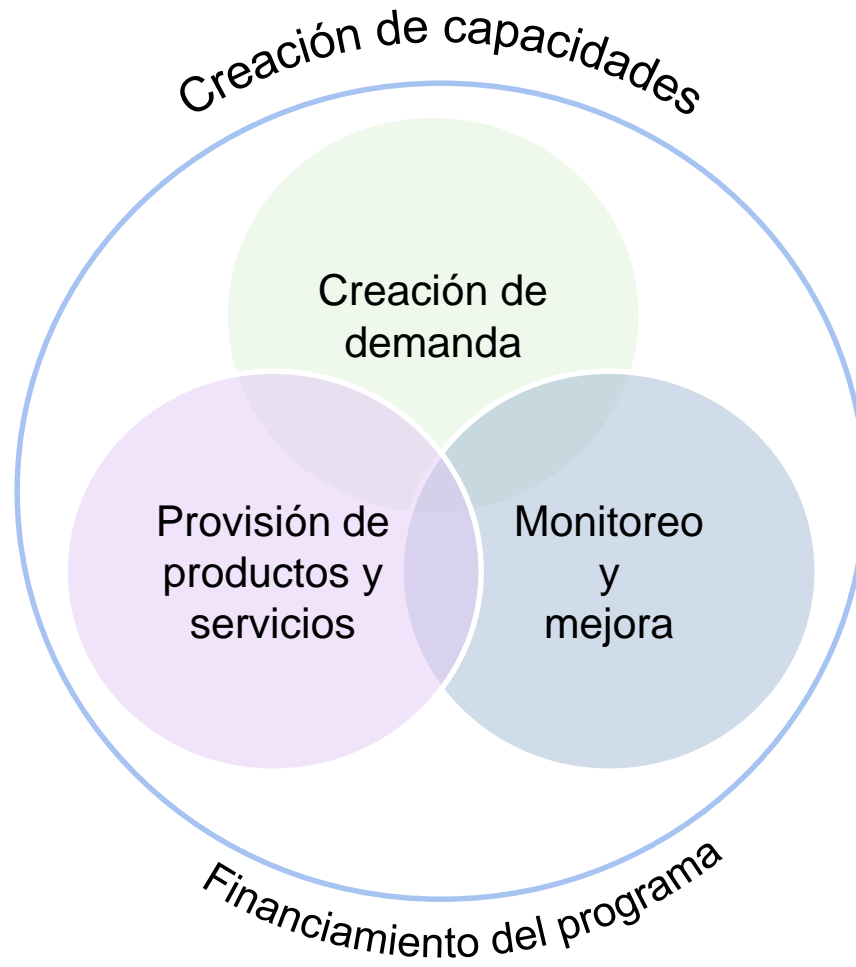 Creación de capacidades
Creación de
demanda
Provisión de
productos y
servicios
Monitoreo
y
mejora
Financiamiento del programa